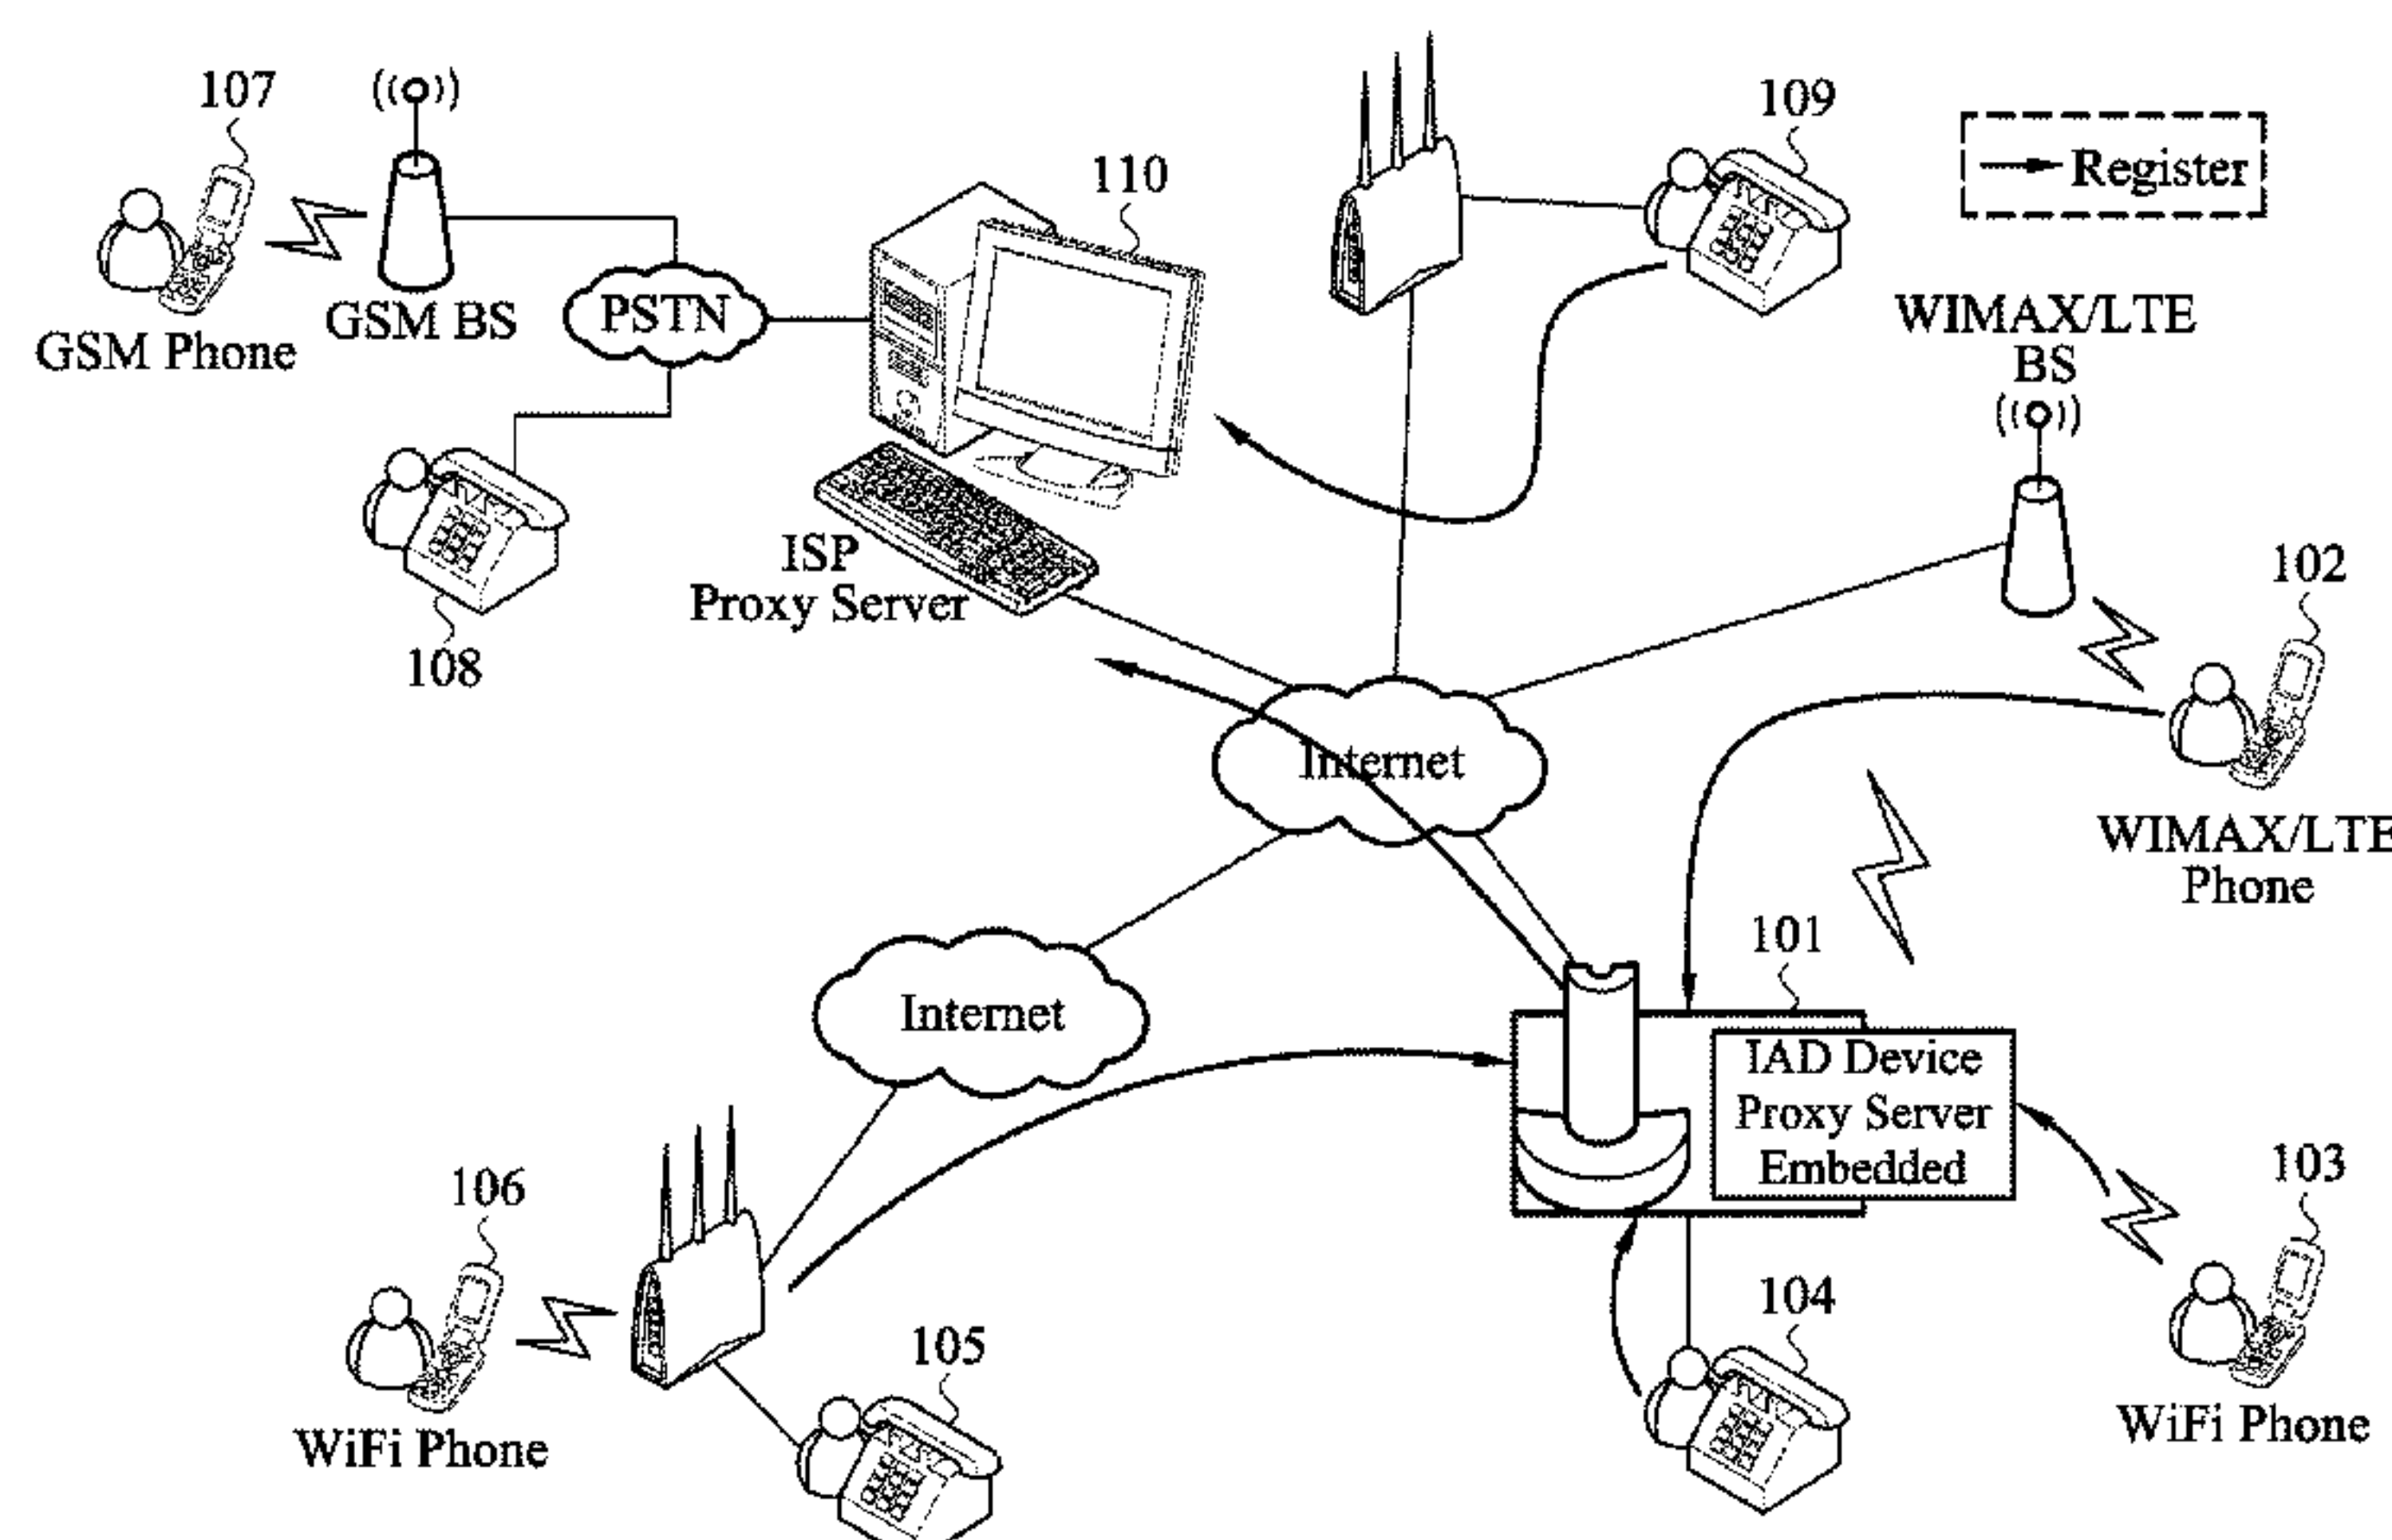 107
((o))
GSM Phone
GSM BS
PSTN
108
110
ISP
Proxy Server
109
Register
WIMAX/LTE
BS
((o))
102
WIMAX/LTE
Phone
Internet
Internet
101
IAD Device
Proxy Server
Embedded
103
WiFi Phone
104
106
WiFi Phone
105